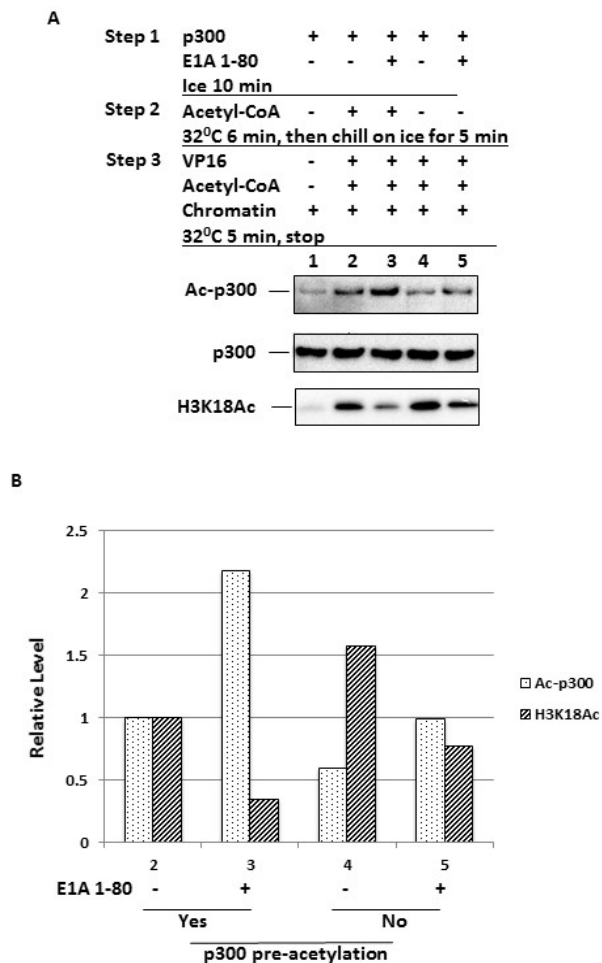 A
Step 1 p300 + + + + +
E1A 1-80 - - + - +
Ice 10 min
Step 2 Acetyl-CoA - + + - -
32⁰C 6 min, then chill on ice for 5 min
Step 3 VP16 - + + + +
Acetyl-CoA - + + + +
Chromatin + + + + +
32⁰C 5 min, stop
1 2 3 4 5
Ac-p300
p300
H3K18Ac
B
2.5
2
1.5
1
0.5
0
Relative Level
Ac-p300
H3K18Ac
2 3 4 5
E1A 1-80 - + - +
Yes No
p300 pre-acetylation